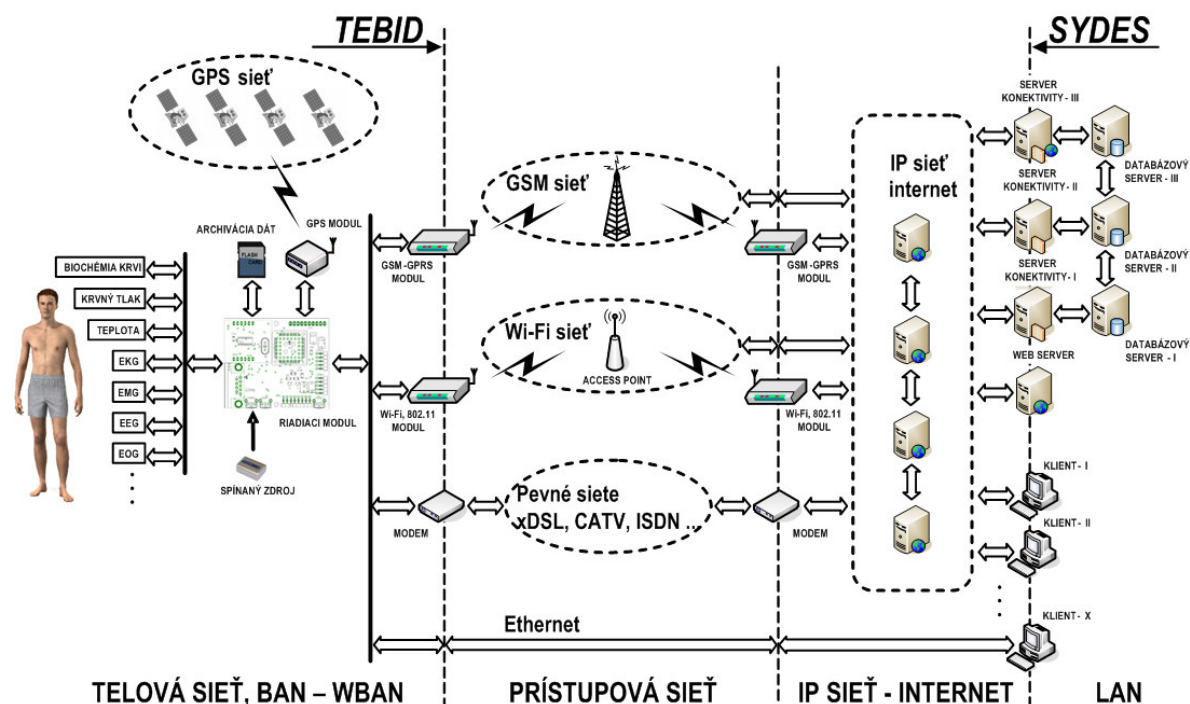 TEBID
SYDES
GPS sieť
SERVER
KONEKTIVITY - III
GSM sieť
IP sieť
internet
SERVER
KONEKTIVITY - II
DATABÁZOVÝ
SERVER - III
ARCHIVÁCIA DÁT
GPS MODUL
FLASH
CARD
GSM -GPRS
MODUL
GSM -GPRS
MODUL
SERVER
KONEKTIVITY - I
DATABÁZOVÝ
SERVER - II
BIOCHÉMIA KRVI
KRVNÝ TLAK
TEPLOTA
EKG
EMG
EEG
EOG
Wi-Fi sieť
ACCESS POINT
WEB SERVER
DATABÁZOVÝ
SERVER - I
RIADIACI MODUL
Wi-Fi, 802.11
MODUL
Wi-Fi, 802.11
MODUL
SPÍNANÝ ZDROJ
KLIENT - I
Pevné siete
xDSL, CATV, ISDN ...
MODEM
MODEM
KLIENT - II
Ethernet
KLIENT - X
TELOVÁ SIEŤ, BAN – WBAN
PRÍSTUPOVÁ SIEŤ
IP SIEŤ - INTERNET
LAN